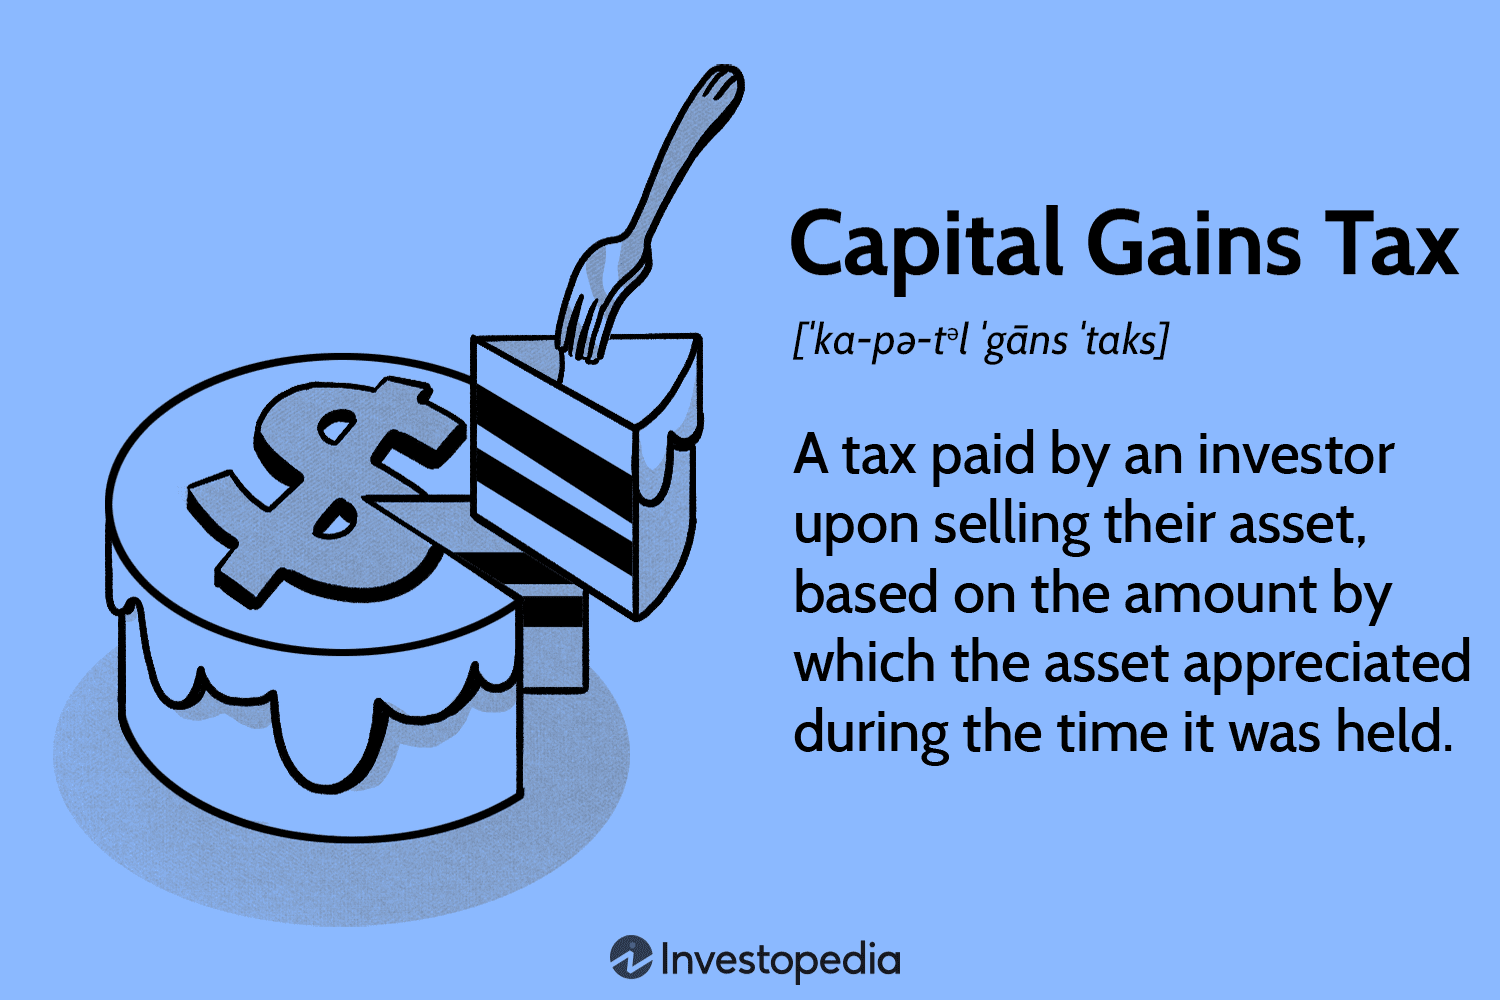 Capital Gains Tax
[ˈka-pə-tᵊl ˈgāns ˈtaks]
A tax paid by an investor
upon selling their asset,
based on the amount by
which the asset appreciated
during the time it was held.
Investopedia